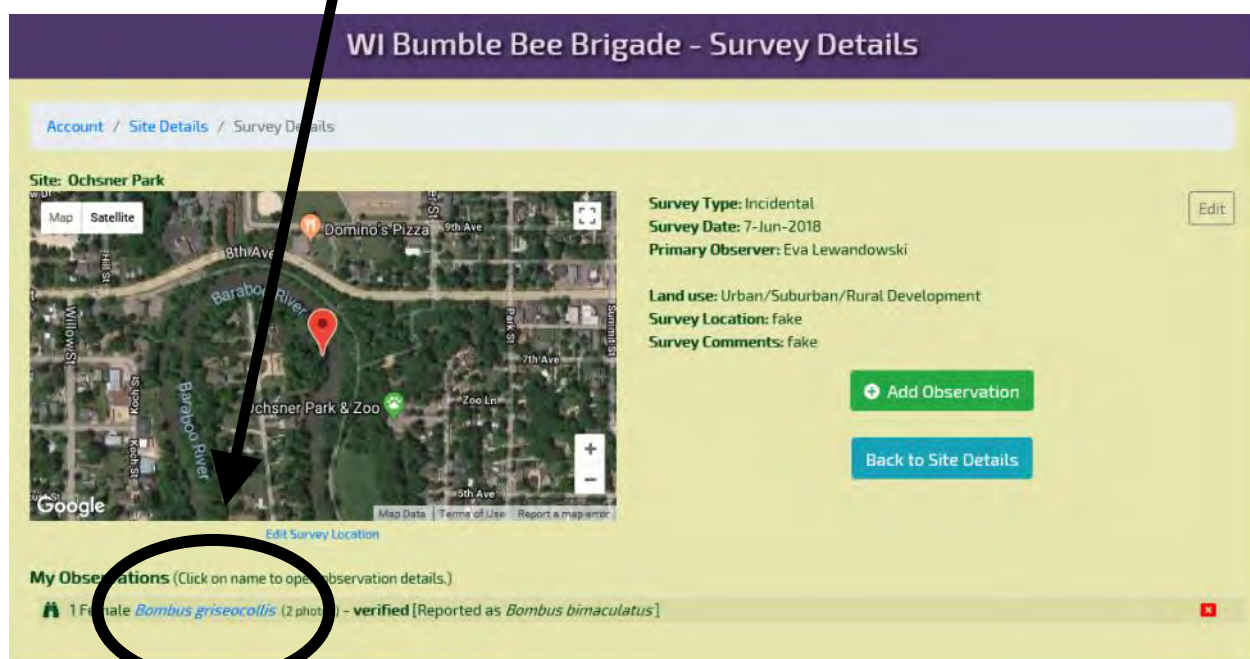 WI Bumble Bee Brigade - Survey Details
Account / Site Details / Survey Details
Site: Ochsner Park
Map Satellite
Domino's Pizza
9th Ave
8th Ave
Hill St
Baraboo River
Willow St
Park St
Summit St
7th Ave
Koch St
Baraboo River
Ochsner Park & Zoo
Zoo Ln
Koch St
5th Ave
Google
Map Data Terms of Use Report a map error
Edit Survey Location
Survey Type: Incidental
Survey Date: 7-Jun-2018
Primary Observer: Eva Lewandowski
Edit
Land use: Urban/Suburban/Rural Development
Survey Location: fake
Survey Comments: fake
Add Observation
Back to Site Details
My Observations (Click on name to open observation details.)
1 Female Bombus griseocollis (2 photos) - verified [Reported as Bombus bimaculatus]